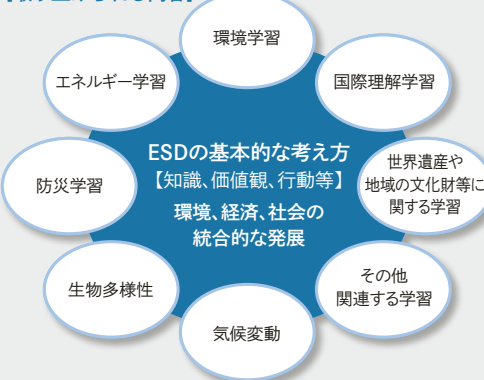 環境学習
エネルギー学習
国際理解学習
ESDの基本的な考え方
【知識、価値観、行動等】
環境、経済、社会の
統合的な発展
防災学習
世界遺産や
地域の文化財等に
関する学習
生物多様性
その他
関連する学習
気候変動